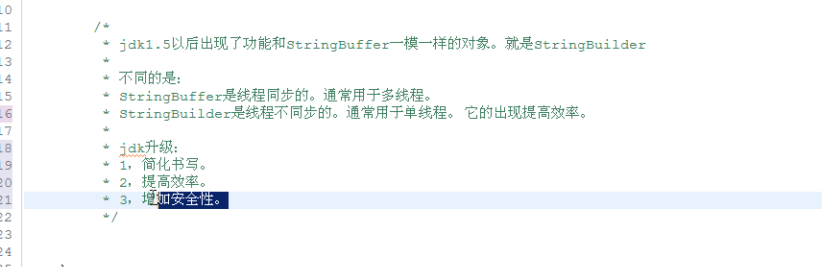 10
11 /*
12 * jdk1.5以后出现了功能和StringBuffer一模一样的对象。就是StringBuilder
13 *
14 * 不同的是:
15 * StringBuffer是线程同步的。通常用于多线程。
16 * StringBuilder是线程不同步的。通常用于单线程。 它的出现提高效率。
17 *
18 * jdk升级:
19 * 1, 简化书写。
20 * 2, 提高效率。
21 * 3, 增加安全性。
22 */
23
24
25